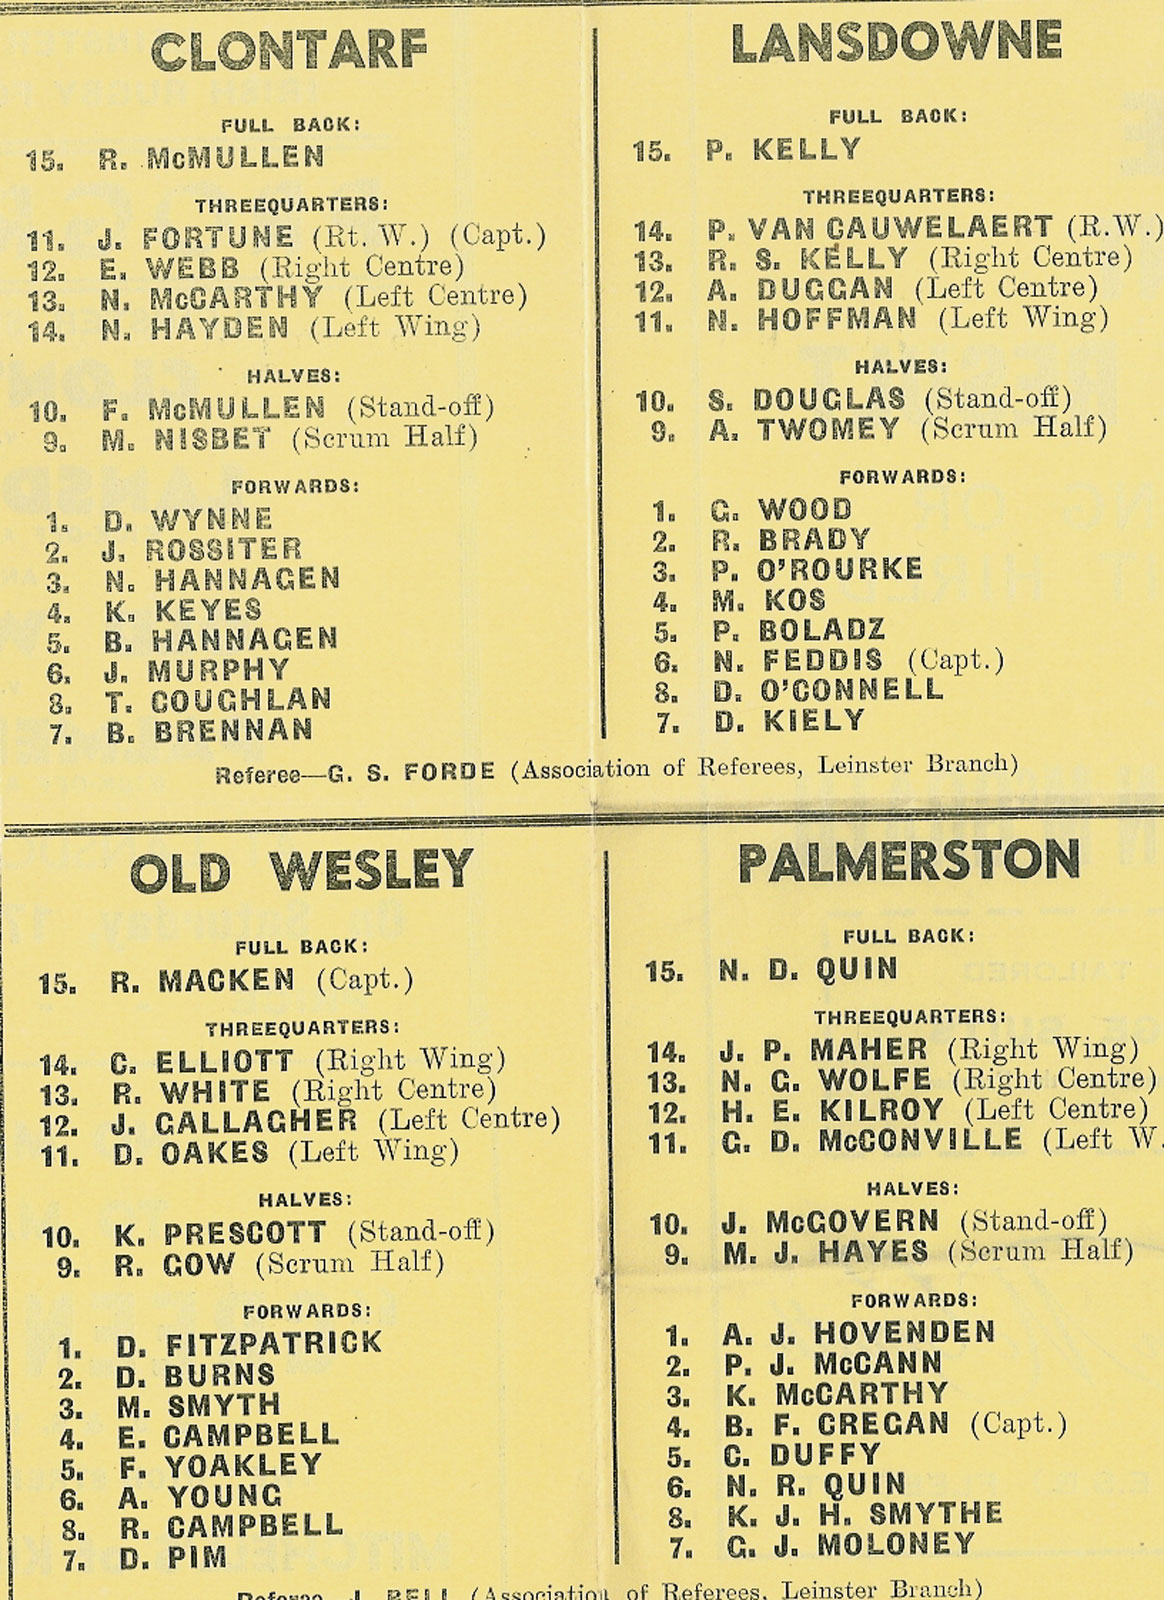 CLONTARF
FULL BACK:
15. R. McMULLEN
THREEQUARTERS:
11. J. FORTUNE (Rt. W.) (Capt.)
12. E. WEBB (Right Centre)
13. N. McCARTHY (Left Centre)
14. N. HAYDEN (Left Wing)
HALVES:
10. F. McMULLEN (Stand-off)
9. M. NISBET (Scrum Half)
FORWARDS:
1. D. WYNNE
2. J. ROSSITER
3. N. HANNAGEN
4. K. KEYES
5. B. HANNAGEN
6. J. MURPHY
8. T. COUGHLAN
7. B. BRENNAN
LANSDOWNE
FULL BACK:
15. P. KELLY
THREEQUARTERS:
14. P. VAN CAUWELAERT (R.W.)
13. R. S. KELLY (Right Centre)
12. A. DUGGAN (Left Centre)
11. N. HOFFMAN (Left Wing)
HALVES:
10. S. DOUGLAS (Stand-off)
9. A. TWOMEY (Scrum Half)
FORWARDS:
1. G. WOOD
2. R. BRADY
3. P. O'ROURKE
4. M. KOS
5. P. BOLADZ
6. N. FEDDIS (Capt.)
8. D. O'CONNELL
7. D. KIELY
Referee—G. S. FORDE (Association of Referees, Leinster Branch)
OLD WESLEY
FULL BACK:
15. R. MACKEN (Capt.)
THREEQUARTERS:
14. C. ELLIOTT (Right Wing)
13. R. WHITE (Right Centre)
12. J. GALLAGHER (Left Centre)
11. D. OAKES (Left Wing)
HALVES:
10. K. PRESCOTT (Stand-off)
9. R. GOW (Scrum Half)
FORWARDS:
1. D. FITZPATRICK
2. D. BURNS
3. M. SMYTH
4. E. CAMPBELL
5. F. YOAKLEY
6. A. YOUNG
8. R. CAMPBELL
7. D. PIM
PALMERSTON
FULL BACK:
15. N. D. QUIN
THREEQUARTERS:
14. J. P. MAHER (Right Wing)
13. N. G. WOLFE (Right Centre)
12. H. E. KILROY (Left Centre)
11. G. D. McCONVILLE (Left W.
HALVES:
10. J. McGOVERN (Stand-off)
9. M. J. HAYES (Scrum Half)
FORWARDS:
1. A. J. HOVENDEN
2. P. J. McCANN
3. K. McCARTHY
4. B. F. CREGAN (Capt.)
5. C. DUFFY
6. N. R. QUIN
8. K. J. H. SMYTHE
7. G. J. MOLONEY
Referee—J. BELL (Association of Referees, Leinster Branch)